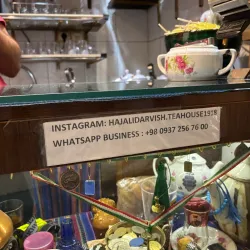 INSTAGRAM: HAJALIDARVISH.TEAHOUSE1918
WHATSAPP BUSINESS : +98 0937 256 76 00